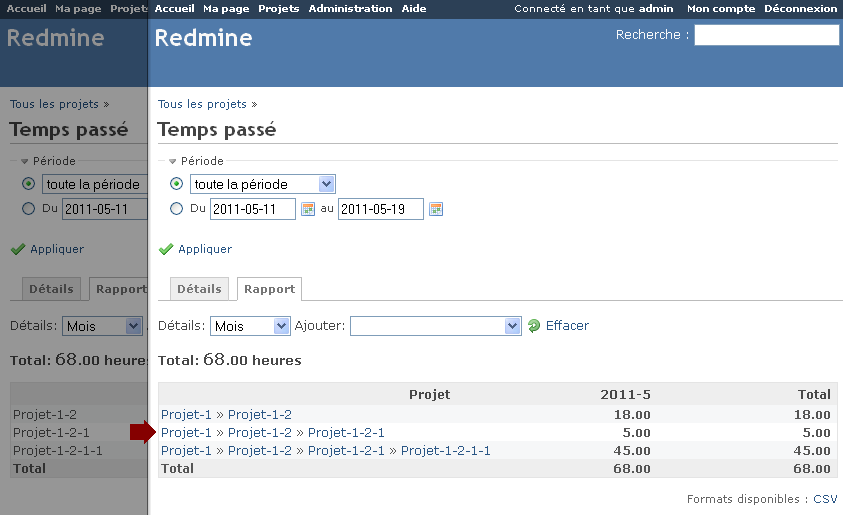 Accueil Ma page Projets
Redmine
Tous les projets »
Temps passé
Période
toute la période
Du 2011-05-11
Appliquer
Détails Rapport
Détails: Mois
Total: 68.00 heures
Projet-1-2
Projet-1-2-1
Projet-1-2-1-1
Total
Accueil Ma page Projets Administration Aide Connecté en tant que admin Mon compte Déconnexion
Redmine Recherche :
Tous les projets »
Temps passé
Période
toute la période
Du 2011-05-11 au 2011-05-19
Appliquer
Détails Rapport
Détails: Mois Ajouter: Effacer
Total: 68.00 heures
Projet 2011-5 Total
Projet-1 » Projet-1-2 18.00 18.00
Projet-1 » Projet-1-2 » Projet-1-2-1 5.00 5.00
Projet-1 » Projet-1-2 » Projet-1-2-1 » Projet-1-2-1-1 45.00 45.00
Total 68.00 68.00
Formats disponibles : CSV